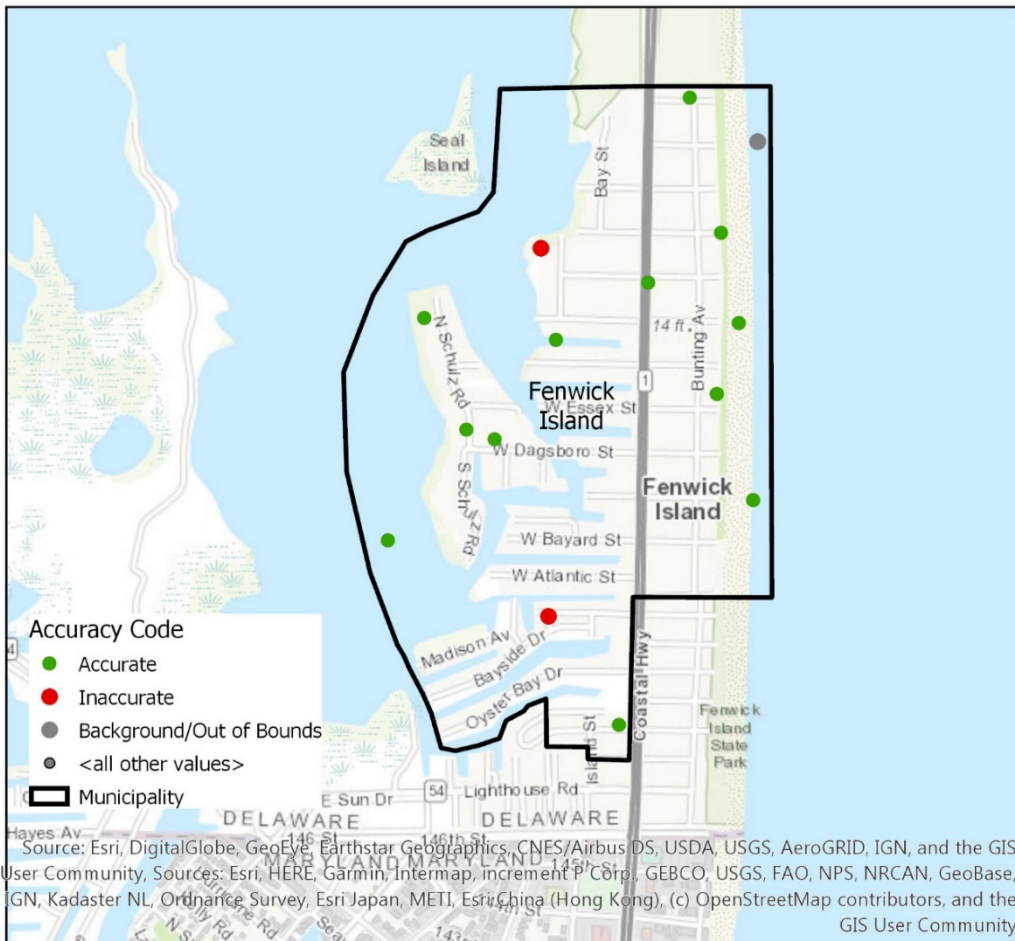 Seal
Island
Bay St
N Schulz Rd
14 ft.
Bunting Av
1
Fenwick
Island
W Essex St
W Dagsboro St
S Schulz Rd
Fenwick
Island
W Bayard St
W Atlantic St
Madison Av
Bayside Dr
Oyster Bay Dr
Coastal Hwy
Island St
Fenwick
Island
State
Park
Accuracy Code
Accurate
Inaccurate
Background/Out of Bounds
<all other values>
Municipality
4
E Sun Dr
54
Lighthouse Rd
DELAWARE
DELAWARE
Hayes Av
146 St
146th St
MARYLAND
MARYLAND
145th St
Source: Esri, DigitalGlobe, GeoEye, Earthstar Geographics, CNES/Airbus DS, USDA, USGS, AeroGRID, IGN, and the GIS
User Community, Sources: Esri, HERE, Garmin, Intermap, increment P Corp., GEBCO, USGS, FAO, NPS, NRCAN, GeoBase,
IGN, Kadaster NL, Ordnance Survey, Esri Japan, METI, Esri China (Hong Kong), (c) OpenStreetMap contributors, and the
GIS User Community